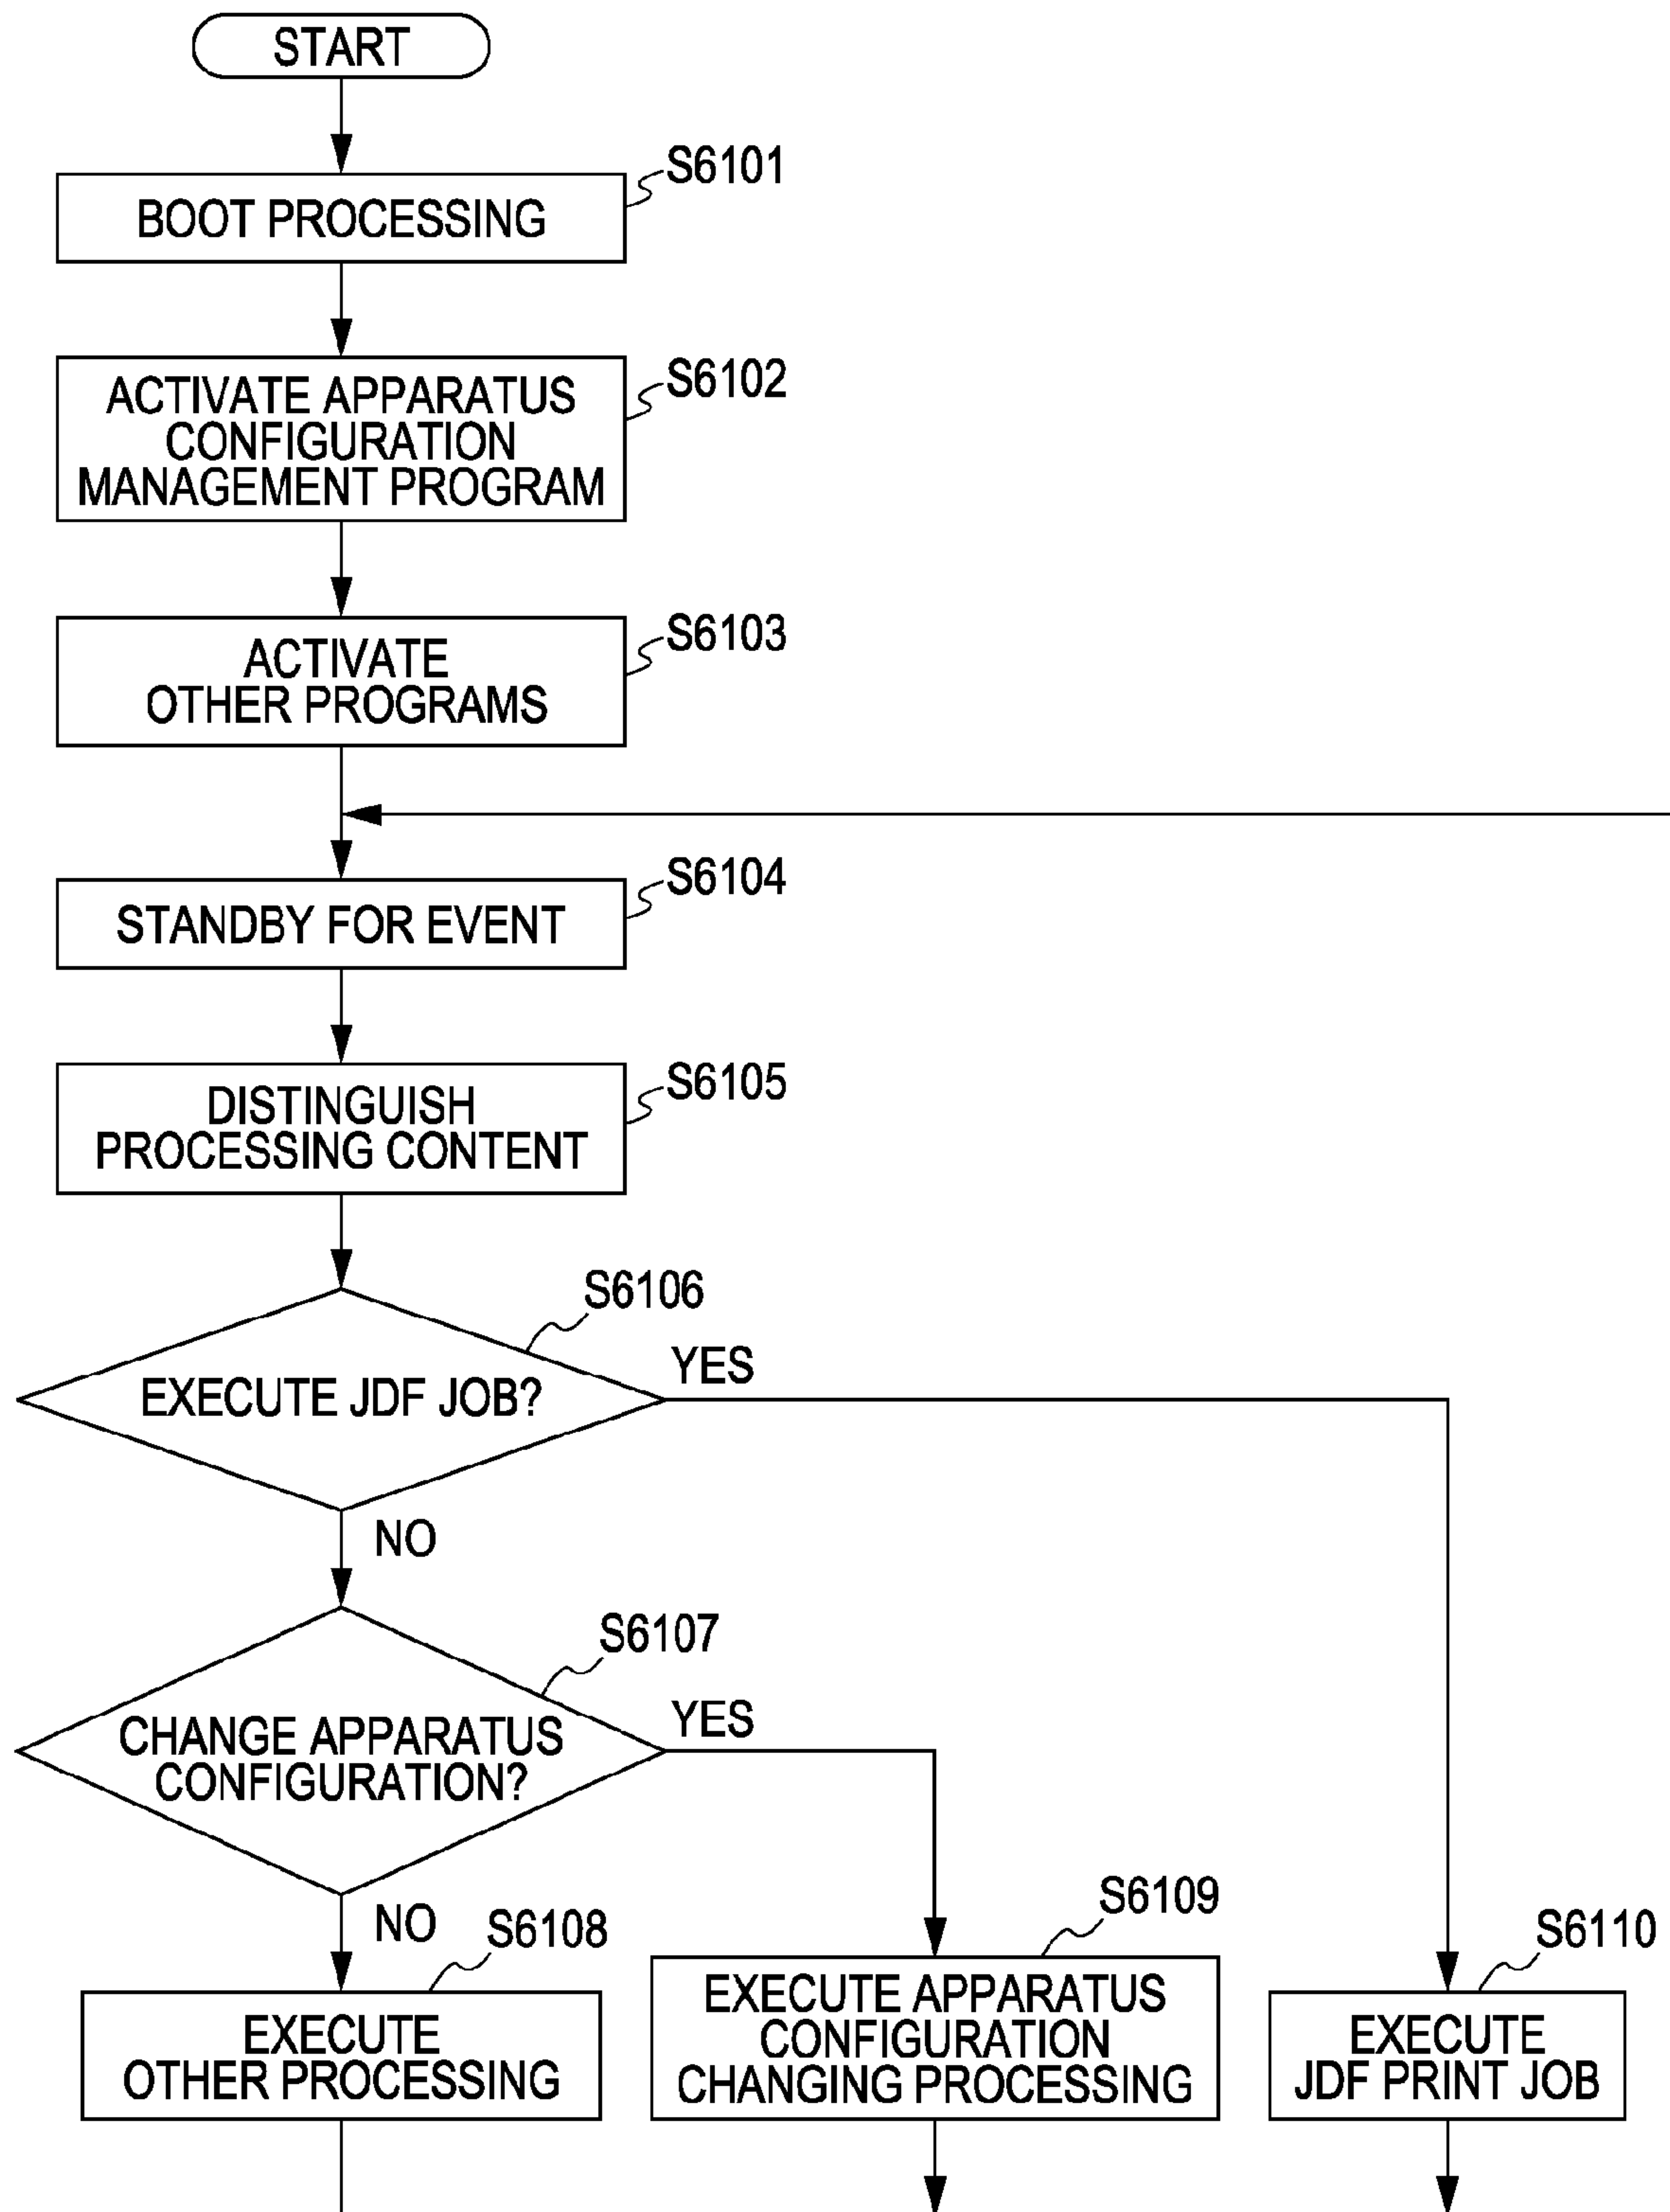 START
S6101
BOOT PROCESSING
S6102
ACTIVATE APPARATUS
CONFIGURATION
MANAGEMENT PROGRAM
S6103
ACTIVATE
OTHER PROGRAMS
S6104
STANDBY FOR EVENT
S6105
DISTINGUISH
PROCESSING CONTENT
S6106
EXECUTE JDF JOB?
YES
NO
S6107
CHANGE APPARATUS
CONFIGURATION?
YES
NO
S6108
EXECUTE
OTHER PROCESSING
S6109
EXECUTE APPARATUS
CONFIGURATION
CHANGING PROCESSING
S6110
EXECUTE
JDF PRINT JOB